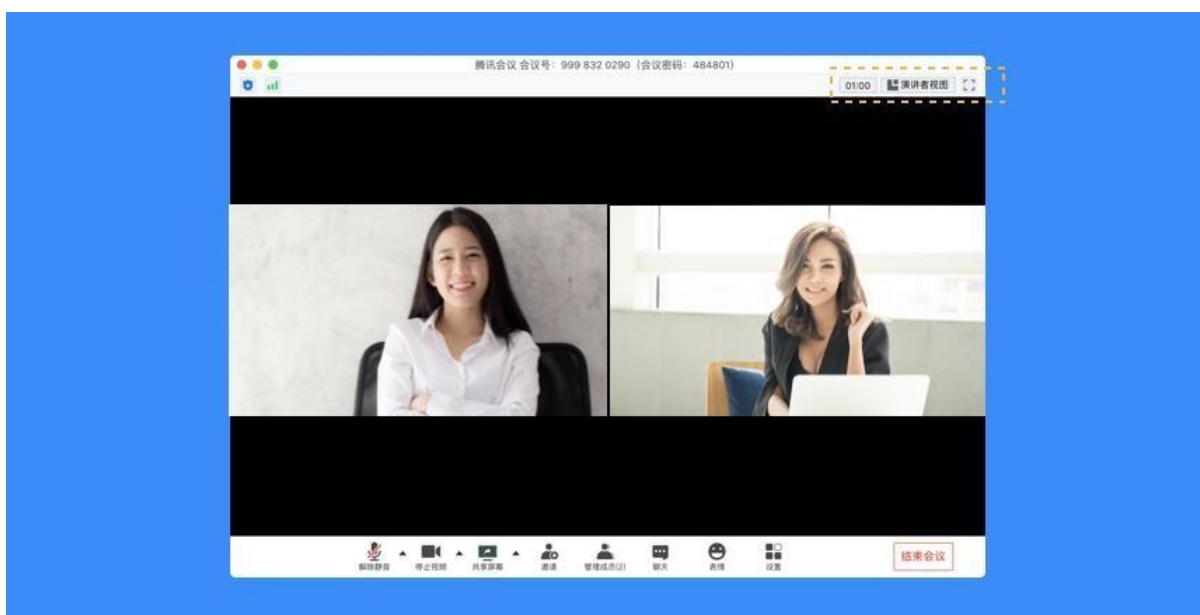 腾讯会议 会议号：999 832 0290（会议密码：484801）
01:00 演讲者视图
解除静音 停止视频 共享屏幕 邀请 管理成员(2) 聊天 表情 设置 结束会议